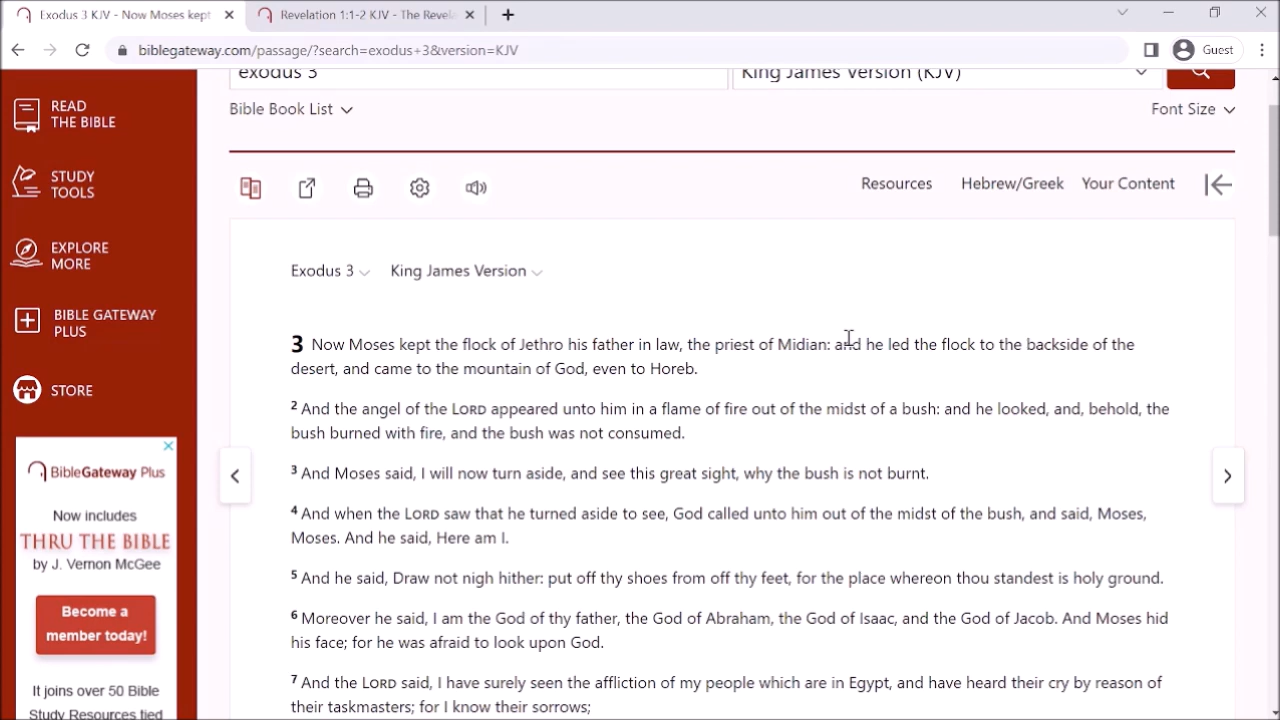 Exodus 3 KJV - Now Moses kept
Revelation 1:1-2 KJV - The Revela
biblegateway.com/passage/?search=exodus+3&version=KJV
Guest
exodus 3
King James Version (KJV)
Bible Book List
Font Size
READ
THE BIBLE
STUDY
TOOLS
EXPLORE
MORE
BIBLE GATEWAY
PLUS
STORE
Resources
Hebrew/Greek
Your Content
Exodus 3
King James Version
3 Now Moses kept the flock of Jethro his father in law, the priest of Midian: and he led the flock to the backside of the
desert, and came to the mountain of God, even to Horeb.
2 And the angel of the LORD appeared unto him in a flame of fire out of the midst of a bush: and he looked, and, behold, the
bush burned with fire, and the bush was not consumed.
3 And Moses said, I will now turn aside, and see this great sight, why the bush is not burnt.
4 And when the LORD saw that he turned aside to see, God called unto him out of the midst of the bush, and said, Moses,
Moses. And he said, Here am I.
5 And he said, Draw not nigh hither: put off thy shoes from off thy feet, for the place whereon thou standest is holy ground.
6 Moreover he said, I am the God of thy father, the God of Abraham, the God of Isaac, and the God of Jacob. And Moses hid
his face; for he was afraid to look upon God.
7 And the LORD said, I have surely seen the affliction of my people which are in Egypt, and have heard their cry by reason of
their taskmasters; for I know their sorrows;
BibleGateway Plus
Now includes
THRU THE BIBLE
by J. Vernon McGee
Become a
member today!
It joins over 50 Bible
Study Resources tied